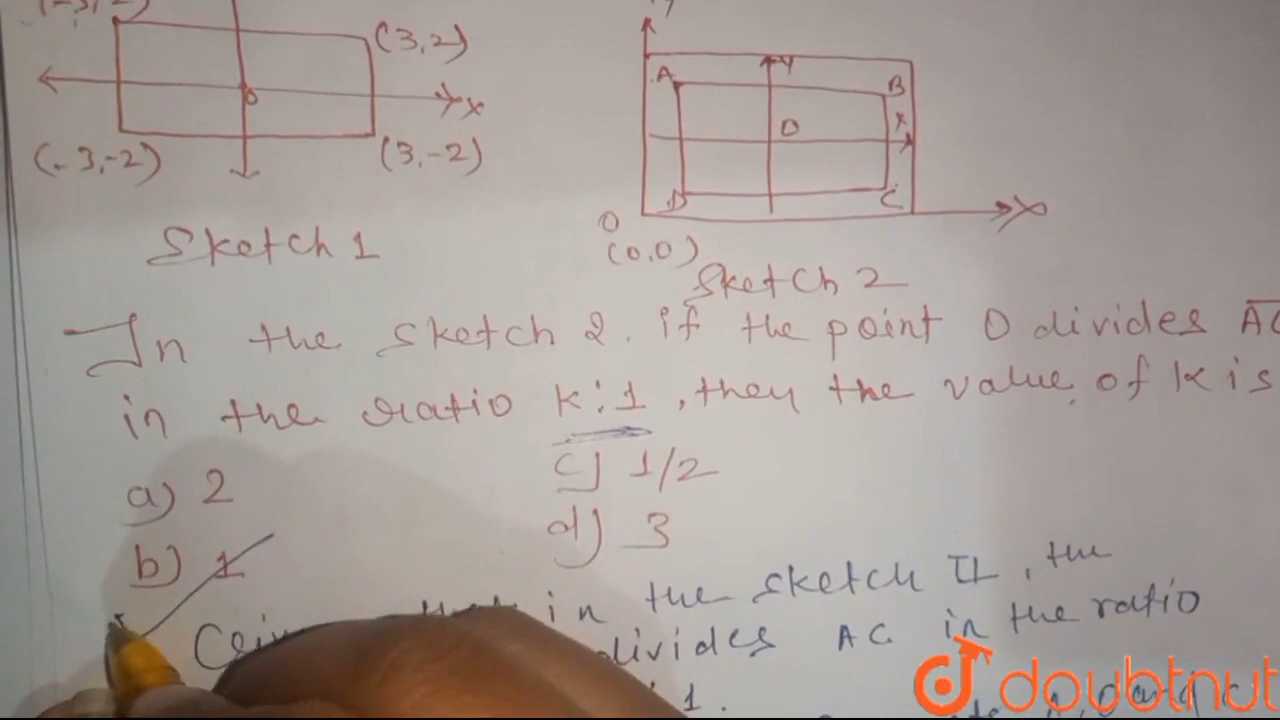 (-3,2)
(3,2)
O
X
(-3,-2)
(3,-2)
Sketch 1
Y
A
B
X
O
D
C
O
(0,0)
X
Sketch 2
In the sketch 2. if the point O divides AC
in the ratio K:1, then the value of K is
a) 2
c) 1/2
b) 1
d) 3
in the sketch II, the
divides AC in the ratio
1.
doubtnut